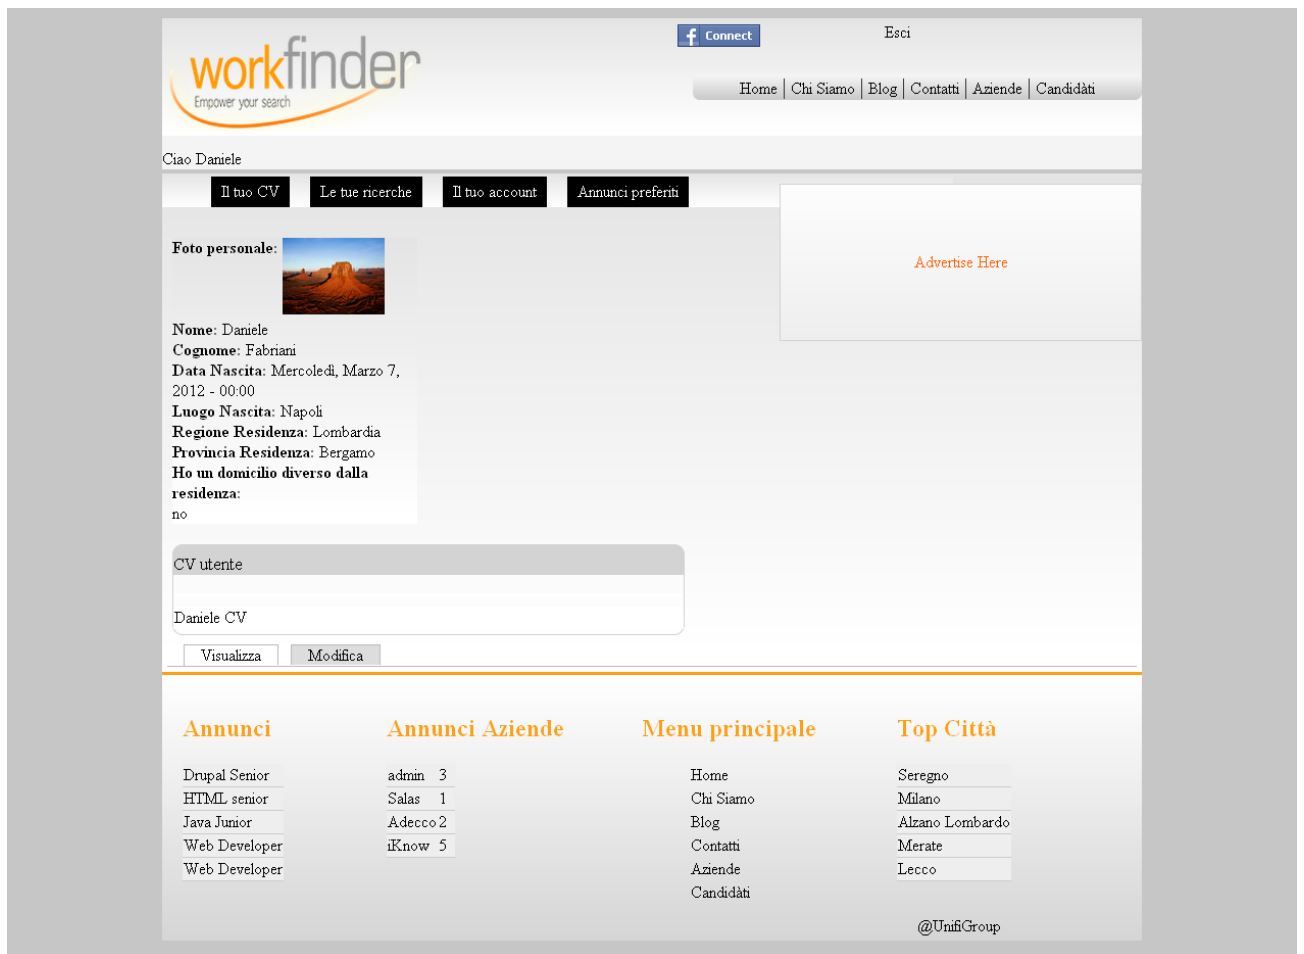 workfinder
Empower your search
f Connect
Esci
Home Chi Siamo Blog Contatti Aziende Candidàti
Ciao Daniele
Il tuo CV Le tue ricerche Il tuo account Annunci preferiti
Advertise Here
Foto personale:
Nome: Daniele
Cognome: Fabriani
Data Nascita: Mercoledì, Marzo 7,
2012 - 00:00
Luogo Nascita: Napoli
Regione Residenza: Lombardia
Provincia Residenza: Bergamo
Ho un domicilio diverso dalla
residenza:
no
CV utente
Daniele CV
Visualizza Modifica
Annunci
Drupal Senior
HTML senior
Java Junior
Web Developer
Web Developer
Annunci Aziende
admin 3
Salas 1
Adecco 2
iKnow 5
Menu principale
Home
Chi Siamo
Blog
Contatti
Aziende
Candidàti
Top Città
Seregno
Milano
Alzano Lombardo
Merate
Lecco
@UnifiGroup